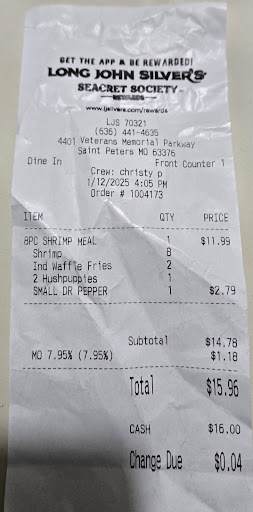 GET THE APP & BE REWARDED!
LONG JOHN SILVER'S
SEACRET SOCIETY
REWARDS
www.ljsilvers.com/rewards
LJS 70321
(636) 441-4635
4401 Veterans Memorial Parkway
Saint Peters MO 63376
Dine In Front Counter 1
Crew: christy p
1/12/2025 4:05 PM
Order # 1004173
ITEM QTY PRICE
8PC SHRIMP MEAL 1 $11.99
Shrimp 8
Ind Waffle Fries 2
2 Hushpuppies 1
SMALL DR PEPPER 1 $2.79
Subtotal $14.78
MO 7.95% (7.95%) $1.18
Total $15.96
CASH $16.00
Change Due $0.04